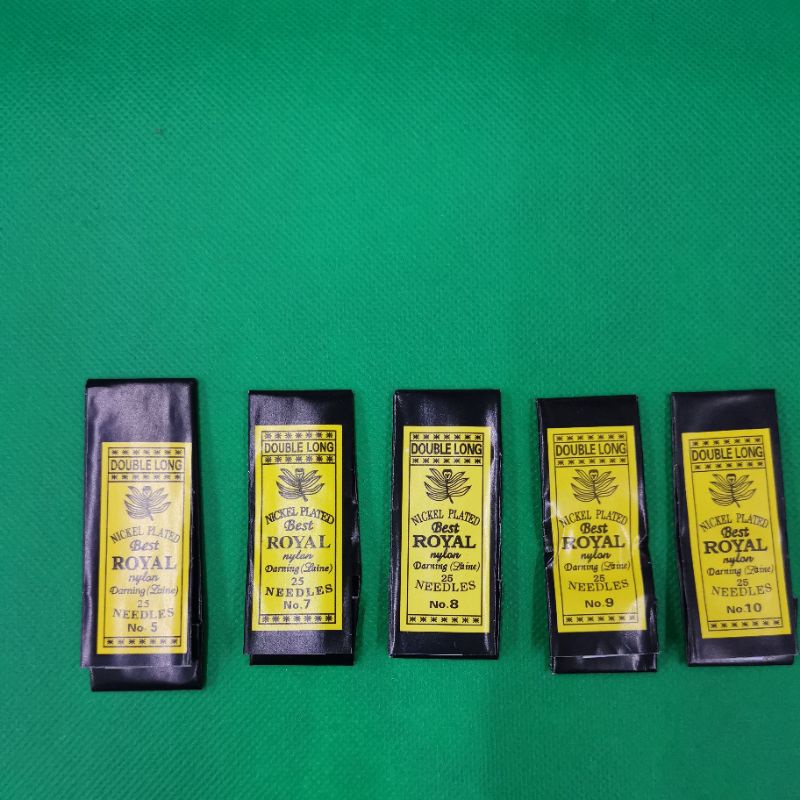 DOUBLE LONG
NICKEL PLATED
Best
ROYAL
nylon
Darning (Laine)
25
NEEDLES
No. 5
DOUBLE LONG
NICKEL PLATED
Best
ROYAL
nylon
Darning (Laine)
25
NEEDLES
No.7
DOUBLE LONG
NICKEL PLATED
Best
ROYAL
nylon
Darning (Laine)
25
NEEDLES
No.8
DOUBLE LONG
NICKEL PLATED
Best
ROYAL
nylon
Darning (Laine)
25
NEEDLES
No.9
DOUBLE LONG
NICKEL PLATED
Best
ROYAL
nylon
Darning (Laine)
25
NEEDLES
No.10